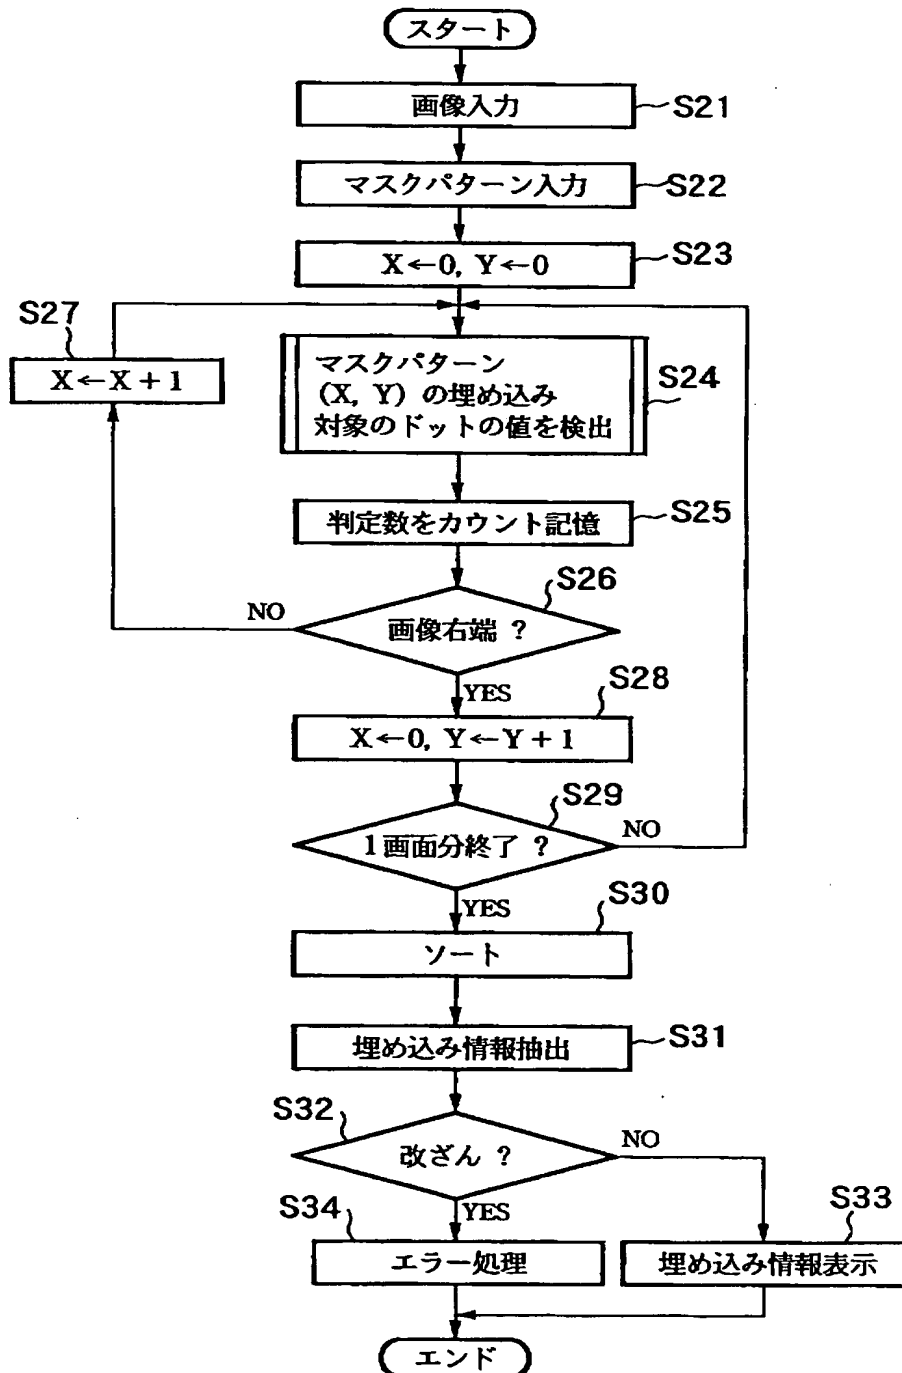 スタート
画像入力
S21
マスクパターン入力
S22
X←0, Y←0
S23
S27
X←X+1
マスクパターン
(X, Y) の埋め込み
対象のドットの値を検出
S24
判定数をカウント記憶
S25
S26
画像右端 ?
NO
YES
S28
X←0, Y←Y+1
S29
1画面分終了 ?
NO
YES
S30
ソート
埋め込み情報抽出
S31
S32
改ざん ?
NO
YES
S34
エラー処理
S33
埋め込み情報表示
エンド